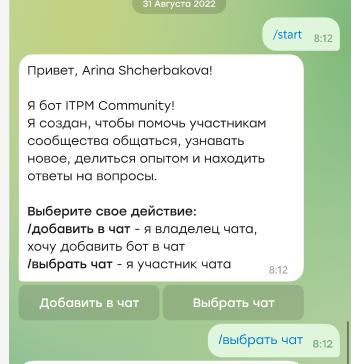 31 Августа 2022
/start
8:12
Привет, Arina Shcherbakova!
Я бот ITPM Community!
Я создан, чтобы помочь участникам
сообщества общаться, узнавать
новое, делиться опытом и находить
ответы на вопросы.
Выберите свое действие:
/добавить в чат - я владелец чата,
хочу добавить бот в чат
/выбрать чат - я участник чата
8:12
Добавить в чат
Выбрать чат
/выбрать чат
8:12